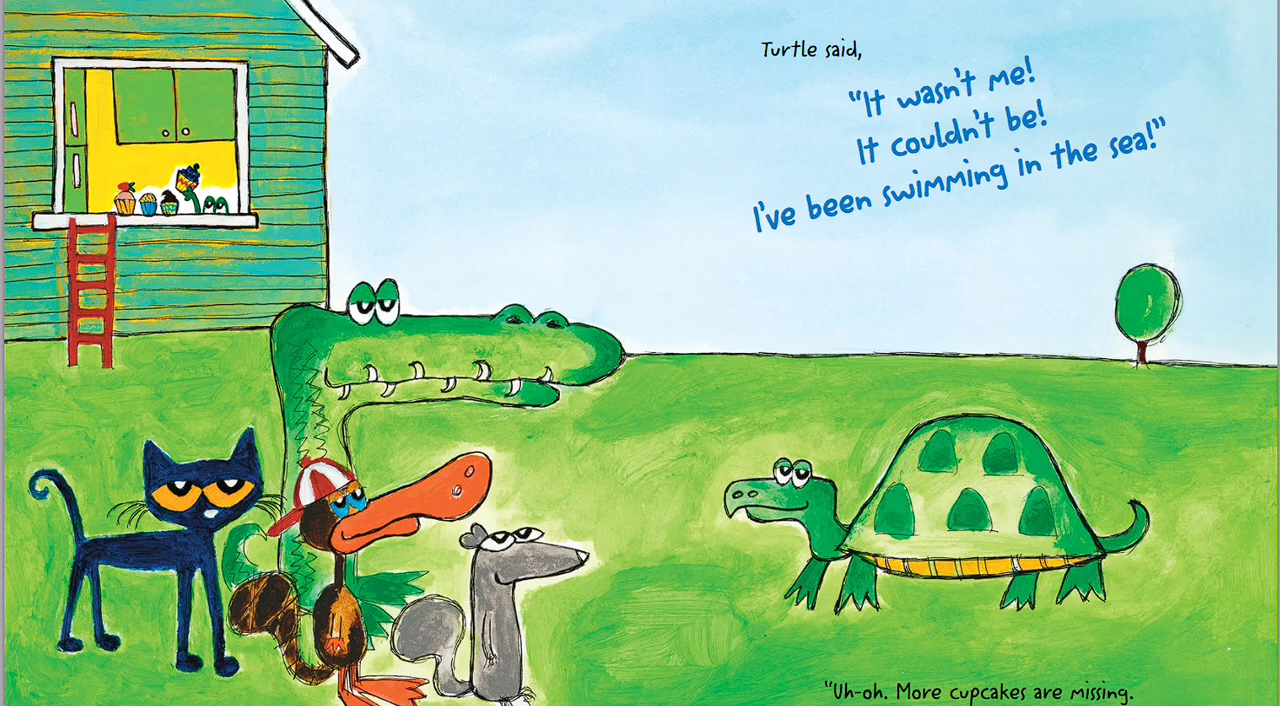 Turtle said,
“It wasn’t me!
It couldn’t be!
I’ve been swimming in the sea!”
“Uh-oh. More cupcakes are missing.